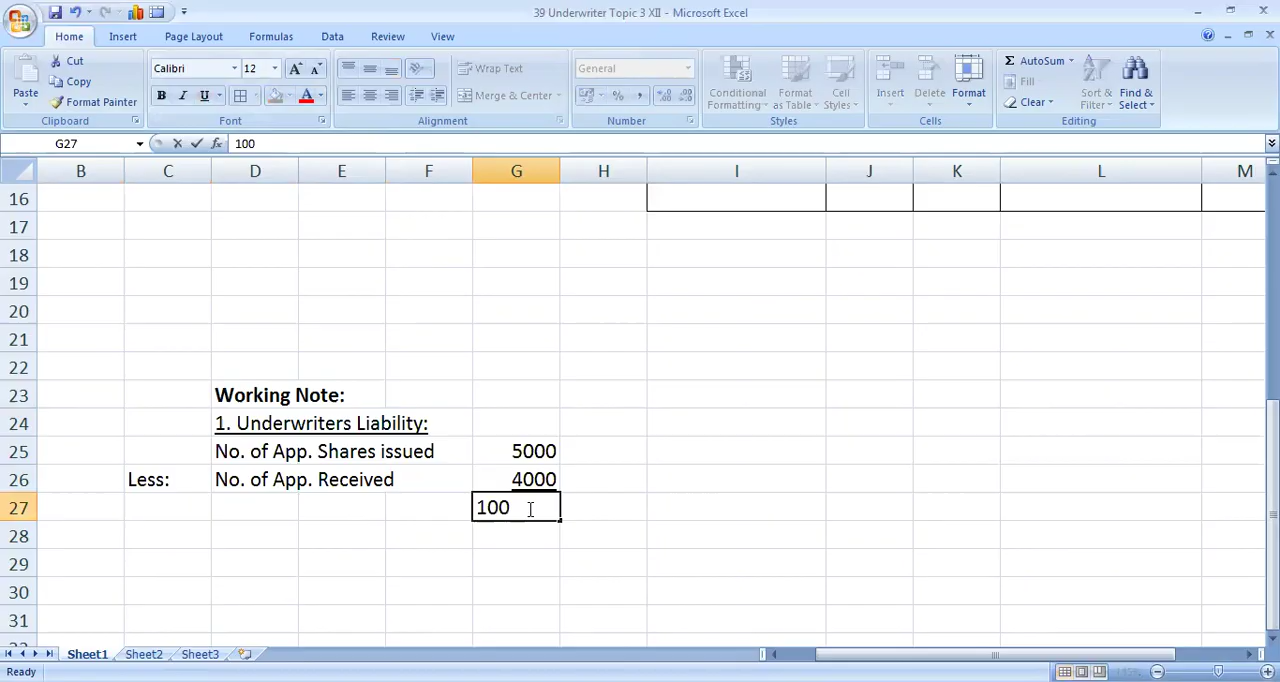 39 Underwriter Topic 3 XII - Microsoft Excel
Home Insert Page Layout Formulas Data Review View
Paste
Cut
Copy
Format Painter
Clipboard
Calibri 12
B I U
Font
Wrap Text
Merge & Center
Alignment
General
Number
Conditional Formatting
Format as Table
Cell Styles
Styles
Insert Delete Format
Cells
AutoSum
Fill
Clear
Sort & Filter
Find & Select
Editing
G27 fx 100
B C D E F G H I J K L M
16
17
18
19
20
21
22
23 Working Note:
24 1. Underwriters Liability:
25 No. of App. Shares issued 5000
26 Less: No. of App. Received 4000
27 100
28
29
30
31
Sheet1 Sheet2 Sheet3
Ready